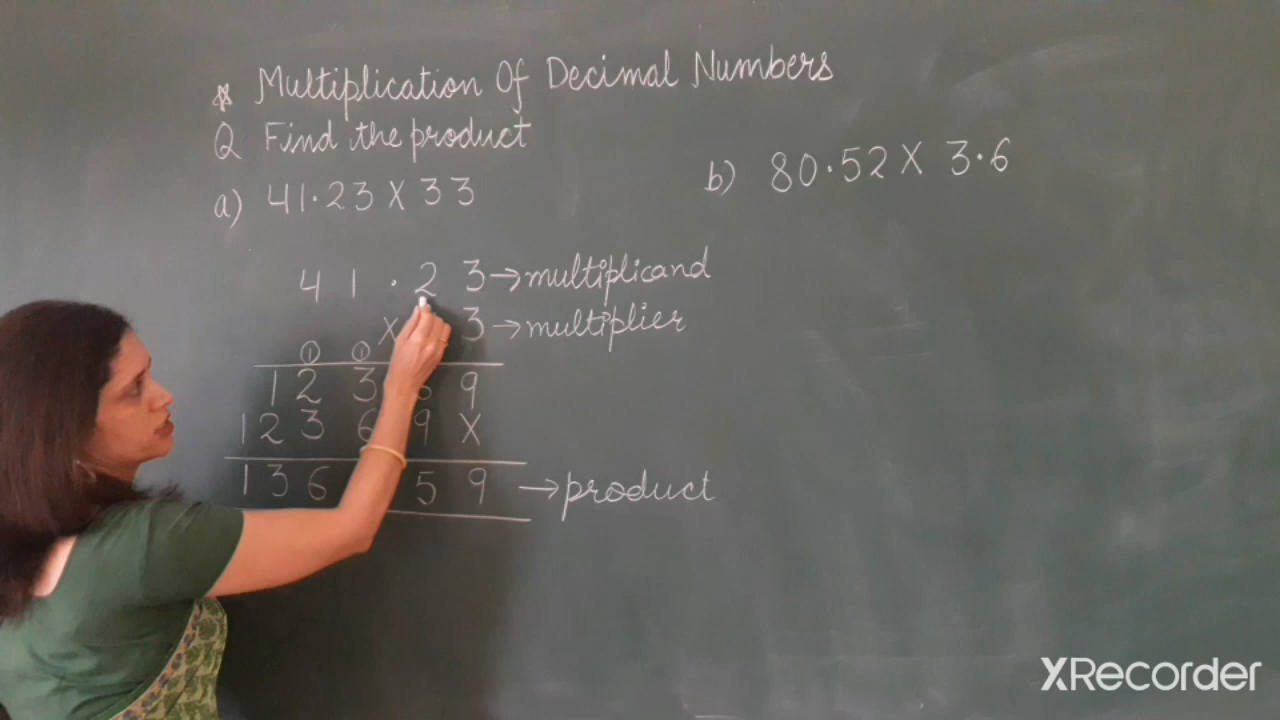 ☆ Multiplication Of Decimal Numbers
Q Find the product
a) 41·23 X 33
b) 80·52 X 3·6
4 1 · 2 3 → multiplicand
X 3 → multiplier
① ①
1 2 3 6 9
1 2 3 6 9 X
1 3 6 5 9 → product
XRecorder